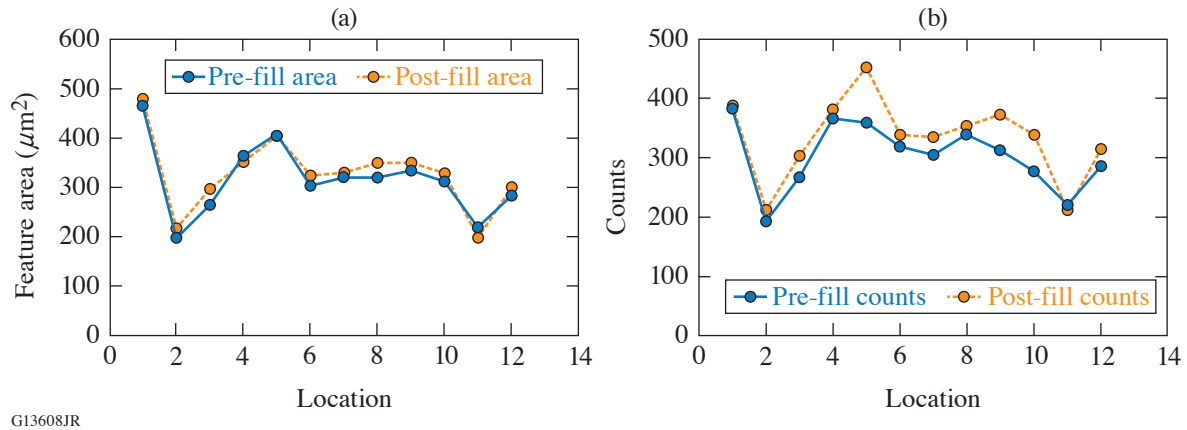 (a)
600
500
400
300
200
100
0
Feature area (μm²)
Pre-fill area
Post-fill area
0 2 4 6 8 10 12 14
Location
(b)
500
400
300
200
100
0
Counts
Pre-fill counts
Post-fill counts
0 2 4 6 8 10 12 14
Location
G13608JR